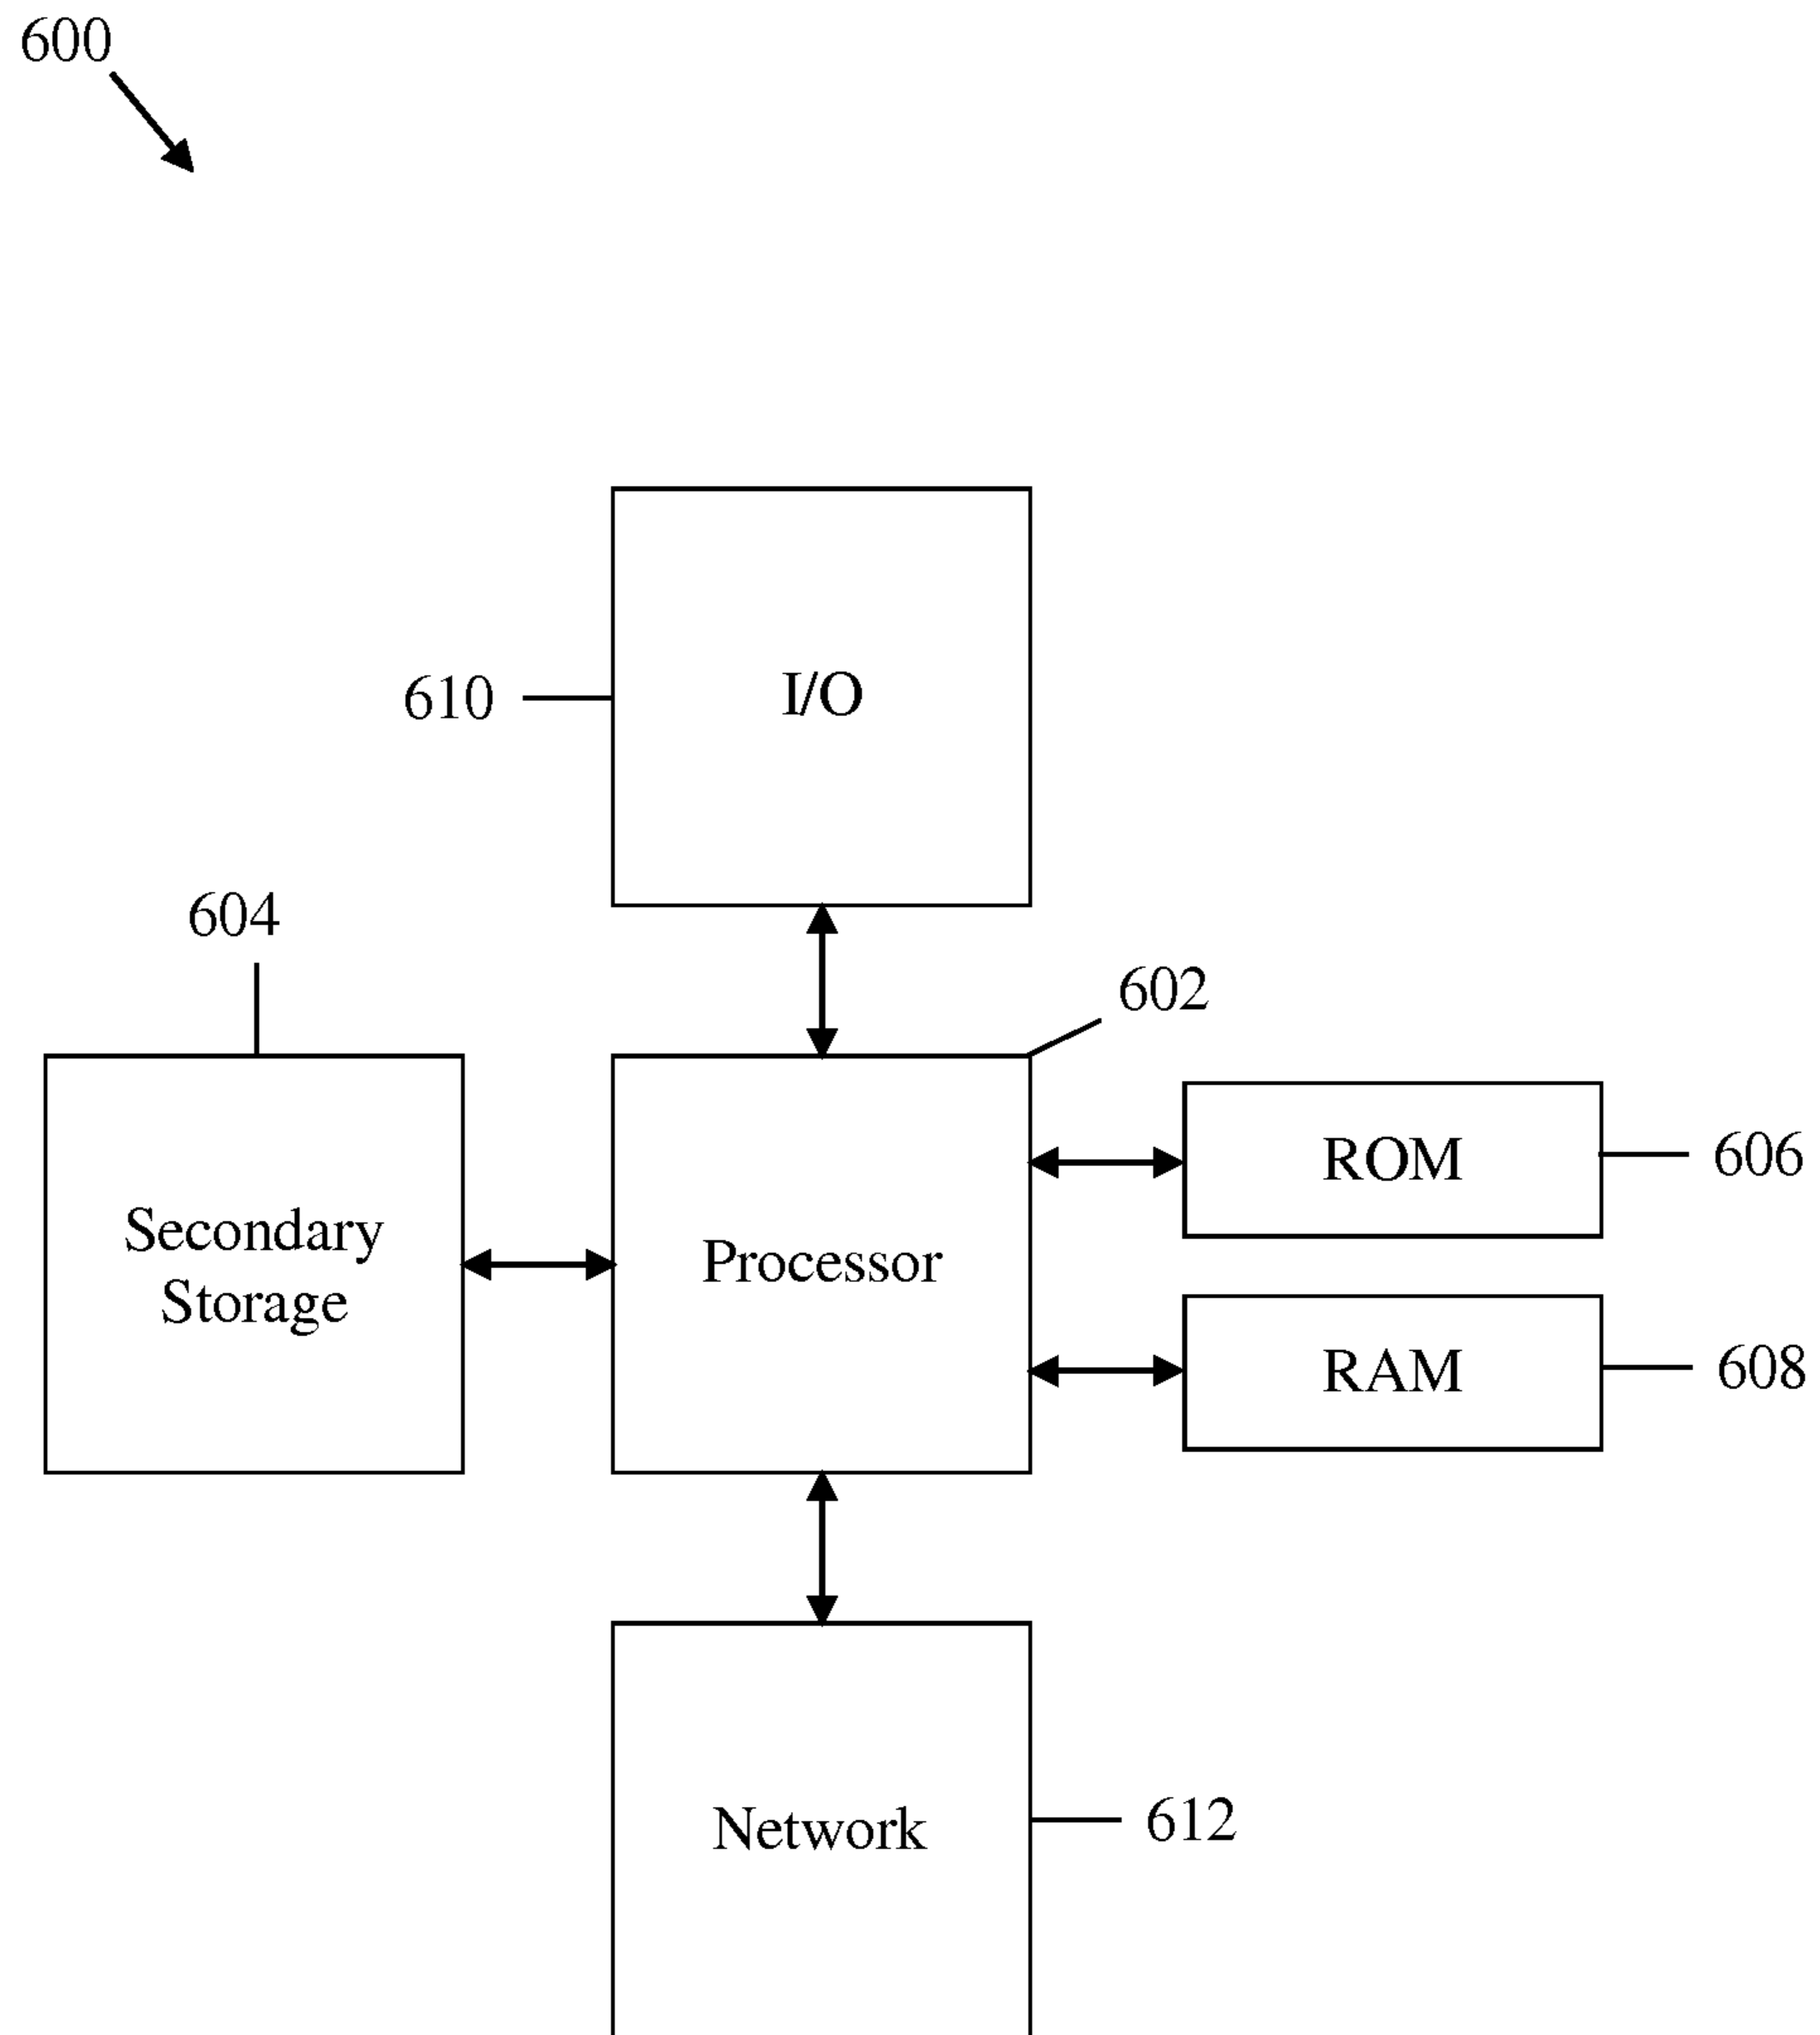 600
I/O
610
604
602
ROM
606
Secondary
Storage
Processor
RAM
608
Network
612